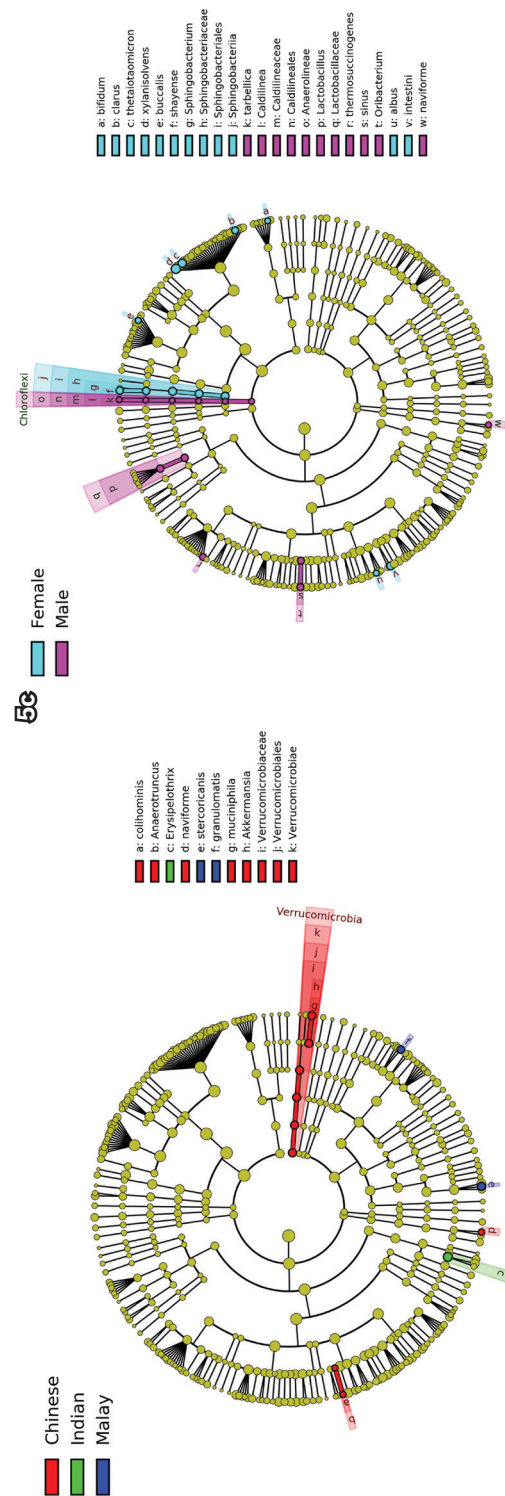 5c
Female
Male
a: bifidum
b: clarus
c: thetaiotaomicron
d: xylanisolvens
e: buccalis
f: shayense
g: Sphingobacterium
h: Sphingobacteriaceae
i: Sphingobacteriales
j: Sphingobacteriia
k: tarbellica
l: Caldilinea
m: Caldilineaceae
n: Caldilineales
o: Anaerolineae
p: Lactobacillus
q: Lactobacillaceae
r: thermosuccinogenes
s: sinus
t: Oribacterium
u: albus
v: intestini
w: naviforme
Chloroflexi
j
i
h
g
f
o
n
m
l
k
q
p
e
d
c
b
a
s
t
u
v
w
Chinese
Indian
Malay
a: colihominis
b: Anaerotruncus
c: Erysipelothrix
d: naviforme
e: stercoricanis
f: granulomatis
g: muciniphila
h: Akkermansia
i: Verrucomicrobiaceae
j: Verrucomicrobiales
k: Verrucomicrobiae
Verrucomicrobia
k
j
i
h
g
f
e
d
c
a
b